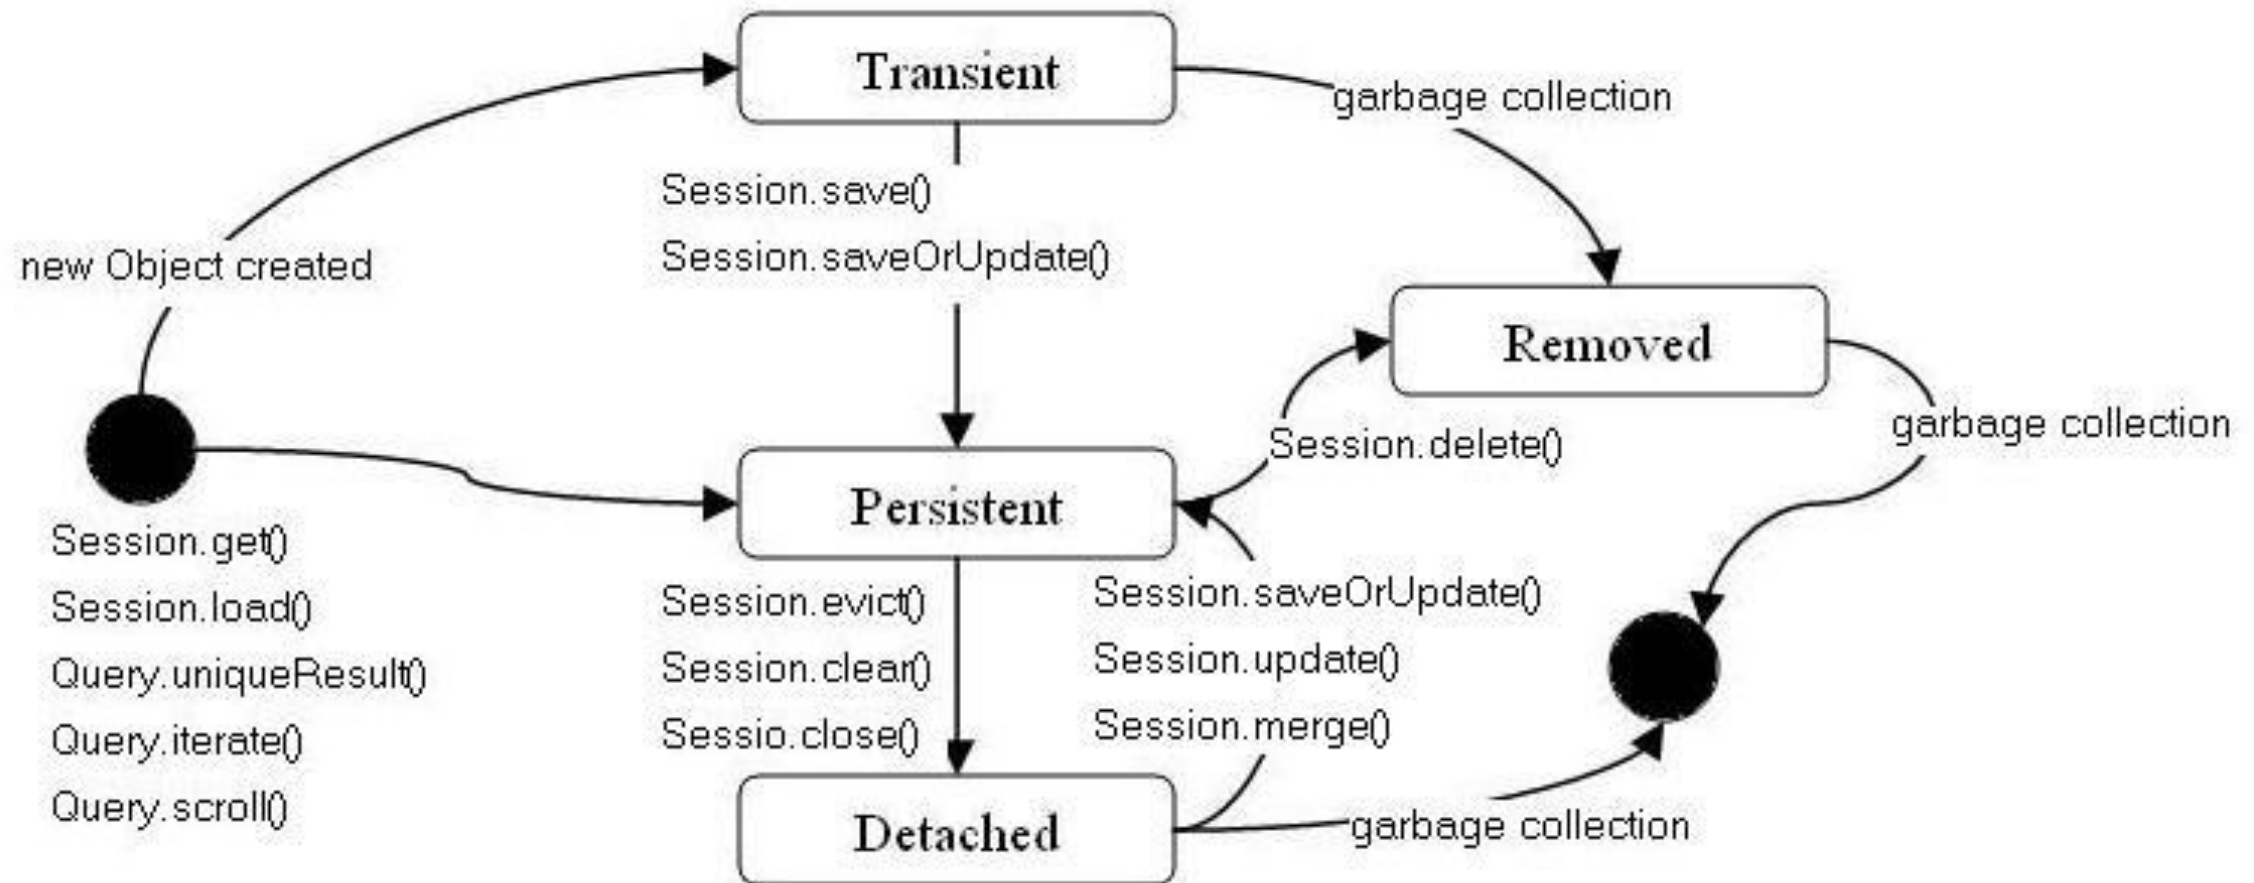 Transient
garbage collection
Session.save()
Session.saveOrUpdate()
new Object created
Removed
garbage collection
Session.delete()
Persistent
Session.get()
Session.load()
Query.uniqueResult()
Query.iterate()
Query.scroll()
Session.evict()
Session.clear()
Sessio.close()
Session.saveOrUpdate()
Session.update()
Session.merge()
Detached
garbage collection